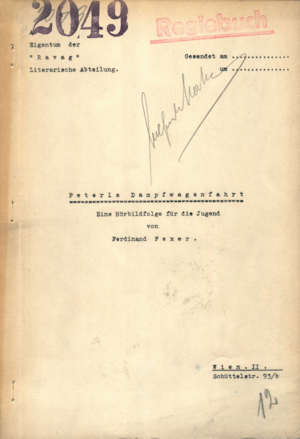 2049
Regiebuch
Eigentum der
"Ravag"
Literarische Abteilung.
Gesendet am ..............
um ..............
Peterls Dampfwagenfahrt
Eine Hörbildfolge für die Jugend
von
Ferdinand Fexer.
Wien.II.
Schüttelstr. 93/b
12